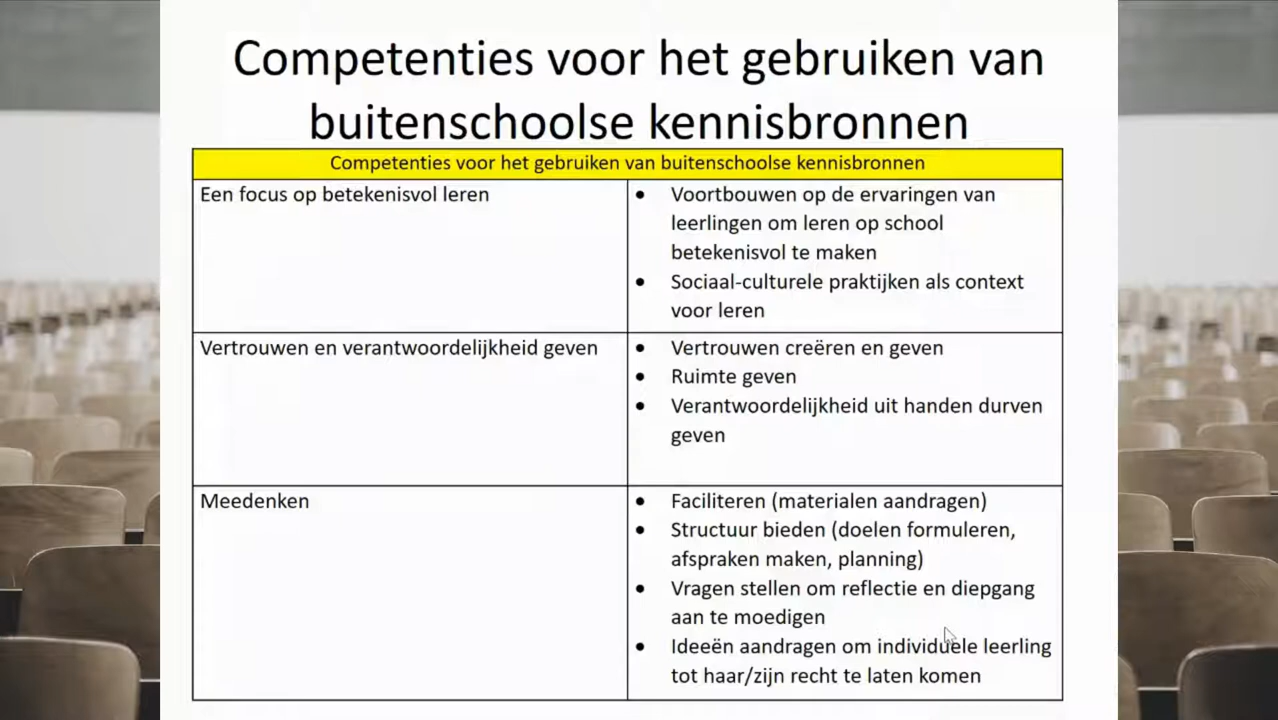 Competenties voor het gebruiken van
buitenschoolse kennisbronnen
Competenties voor het gebruiken van buitenschoolse kennisbronnen
Een focus op betekenisvol leren
• Voortbouwen op de ervaringen van
leerlingen om leren op school
betekenisvol te maken
• Sociaal-culturele praktijken als context
voor leren
Vertrouwen en verantwoordelijkheid geven
• Vertrouwen creëren en geven
• Ruimte geven
• Verantwoordelijkheid uit handen durven
geven
Meedenken
• Faciliteren (materialen aandragen)
• Structuur bieden (doelen formuleren,
afspraken maken, planning)
• Vragen stellen om reflectie en diepgang
aan te moedigen
• Ideeën aandragen om individuele leerling
tot haar/zijn recht te laten komen